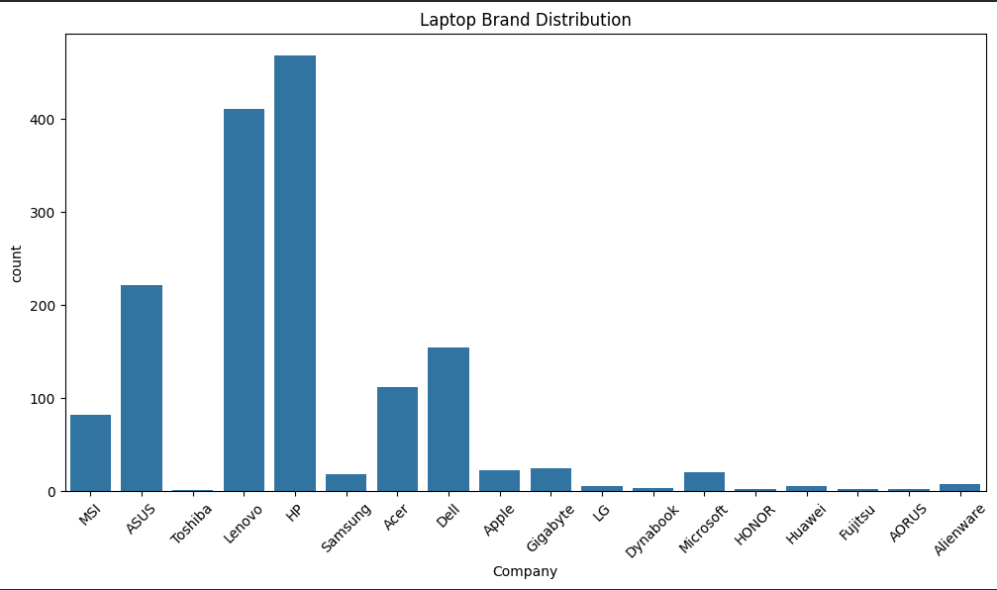 Laptop Brand Distribution
count
400
300
200
100
0
MSI
ASUS
Toshiba
Lenovo
HP
Samsung
Acer
Dell
Apple
Gigabyte
LG
Dynabook
Microsoft
HONOR
Huawei
Fujitsu
AORUS
Alienware
Company